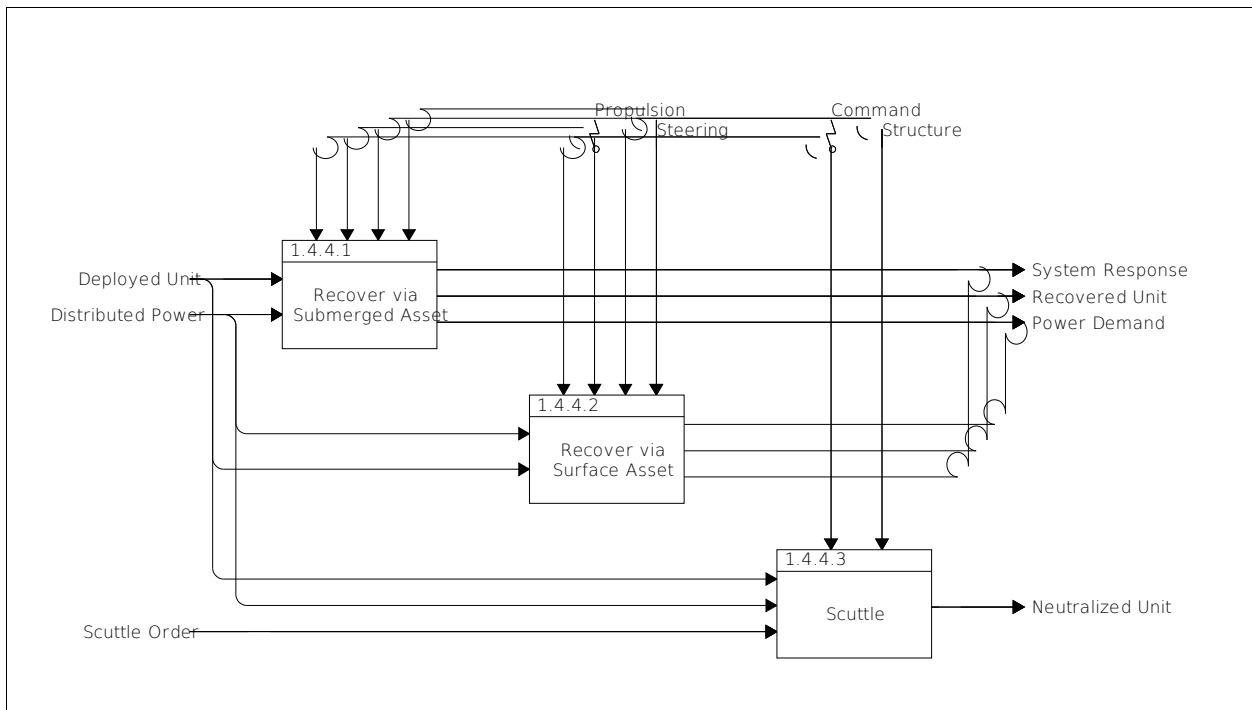 Propulsion
Command
Steering
Structure
1.4.4.1
Deployed Unit
Recover via
Submerged Asset
Distributed Power
System Response
Recovered Unit
Power Demand
1.4.4.2
Recover via
Surface Asset
1.4.4.3
Scuttle
Scuttle Order
Neutralized Unit